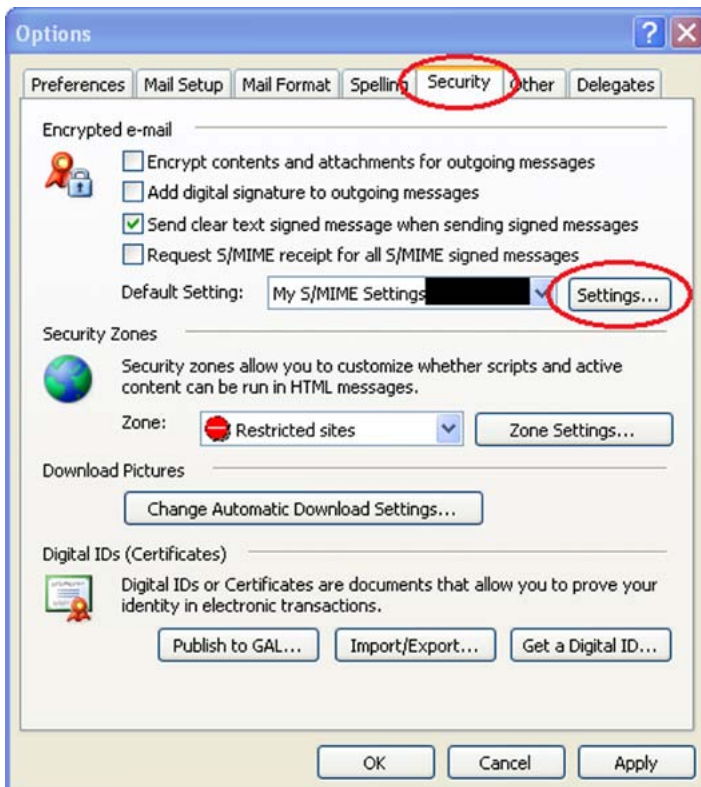 Options
Preferences Mail Setup Mail Format Spelling Security Other Delegates
Encrypted e-mail
Encrypt contents and attachments for outgoing messages
Add digital signature to outgoing messages
Send clear text signed message when sending signed messages
Request S/MIME receipt for all S/MIME signed messages
Default Setting: My S/MIME Settings Settings...
Security Zones
Security zones allow you to customize whether scripts and active
content can be run in HTML messages.
Zone: Restricted sites Zone Settings...
Download Pictures
Change Automatic Download Settings...
Digital IDs (Certificates)
Digital IDs or Certificates are documents that allow you to prove your
identity in electronic transactions.
Publish to GAL... Import/Export... Get a Digital ID...
OK Cancel Apply